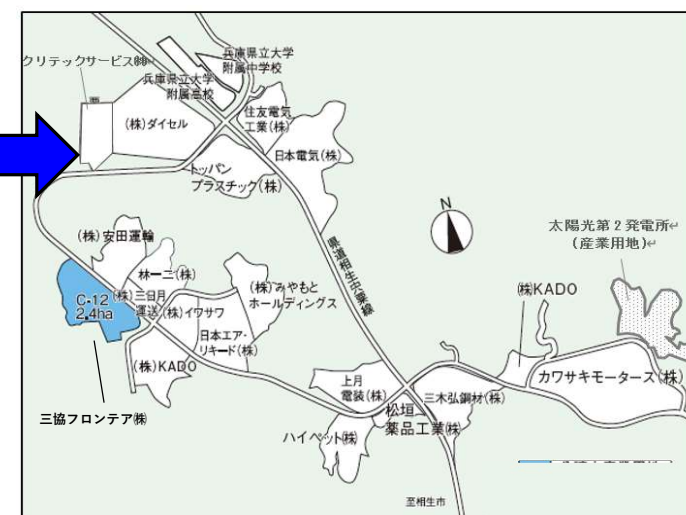 クリテックサービス㈱
兵庫県立大学
附属中学校
兵庫県立大学
附属高校
(株)ダイセル
住友電気
工業(株)
日本電気(株)
トッパン
プラスチック(株)
N
太陽光第2発電所
(産業用地)
県道相生宍粟線
(株)安田運輸
林一二(株)
C-12
2.4ha
(株)三日月
運送
(株)イワサワ
(株)みやもと
ホールディングス
日本エア・
リキード(株)
(株)KADO
三協フロンテア㈱
㈱KADO
カワサキモータース(株)
上月
電装(株)
三木弘鋼材(株)
松垣
薬品工業(株)
ハイペット(株)
至相生市